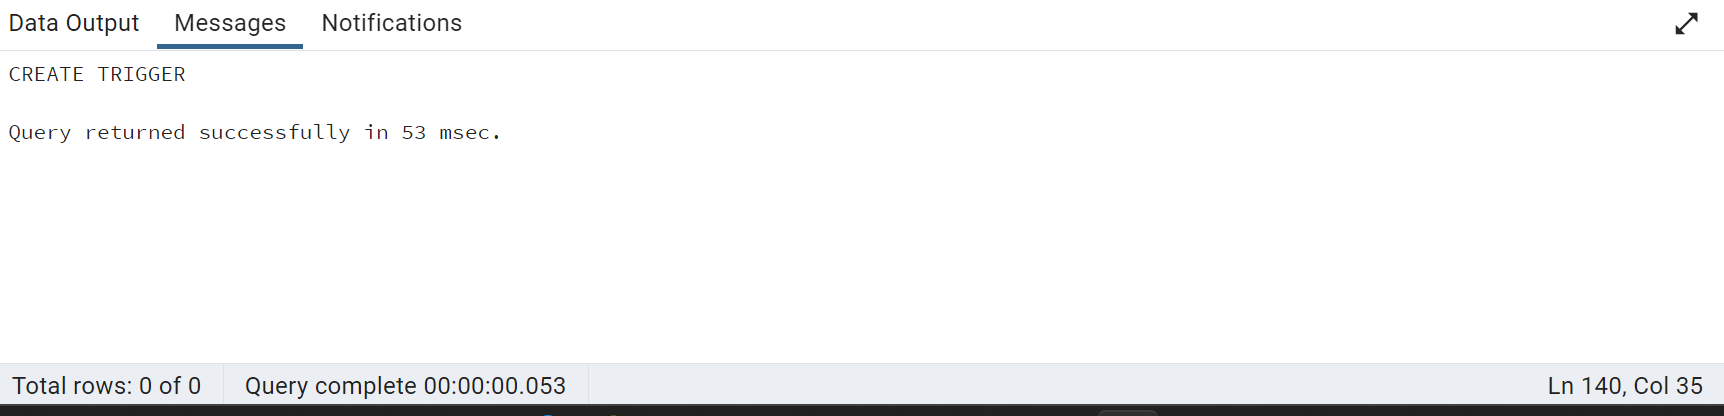 Data Output Messages Notifications
CREATE TRIGGER
Query returned successfully in 53 msec.
Total rows: 0 of 0 Query complete 00:00:00.053 Ln 140, Col 35